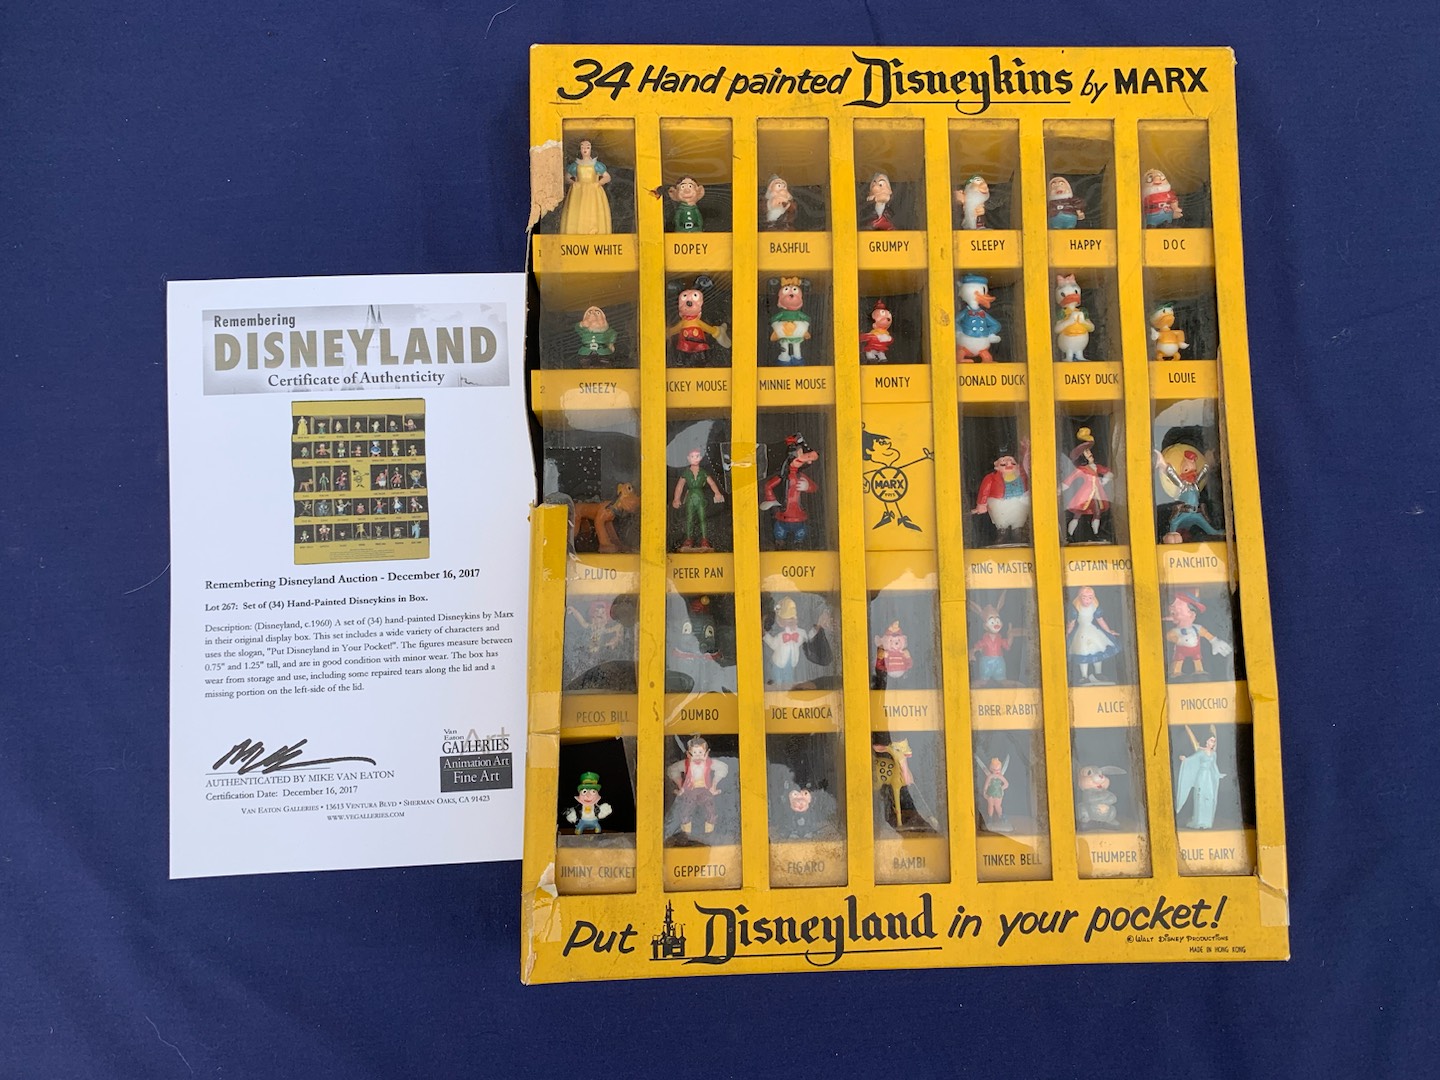 34 Hand painted Disneykins by MARX
SNOW WHITE
DOPEY
BASHFUL
GRUMPY
SLEEPY
HAPPY
DOC
SNEEZY
ICKEY MOUSE
MINNIE MOUSE
MONTY
DONALD DUCK
DAISY DUCK
LOUIE
MARX
TOYS
PLUTO
PETER PAN
GOOFY
RING MASTER
CAPTAIN HOO
PANCHITO
PECOS BILL
DUMBO
JOE CARIOCA
TIMOTHY
BRER RABBIT
ALICE
PINOCCHIO
JIMINY CRICKET
GEPPETTO
FIGARO
BAMBI
TINKER BELL
THUMPER
BLUE FAIRY
Put Disneyland in your pocket!
© WALT DISNEY PRODUCTIONS
MADE IN HONG KONG
Remembering
DISNEYLAND
Certificate of Authenticity
Remembering Disneyland Auction - December 16, 2017
Lot 267: Set of (34) Hand-Painted Disneykins in Box.
Description: (Disneyland, c.1960) A set of (34) hand-painted Disneykins by Marx
in their original display box. This set includes a wide variety of characters and
uses the slogan, "Put Disneyland in Your Pocket!". The figures measure between
0.75" and 1.25" tall, and are in good condition with minor wear. The box has
wear from storage and use, including some repaired tears along the lid and a
missing portion on the left-side of the lid.
AUTHENTICATED BY MIKE VAN EATON
Certification Date: December 16, 2017
Van
Eaton Art
GALLERIES
Animation Art
Fine Art
VAN EATON GALLERIES • 13613 VENTURA BLVD • SHERMAN OAKS, CA 91423
WWW.VEGALLERIES.COM